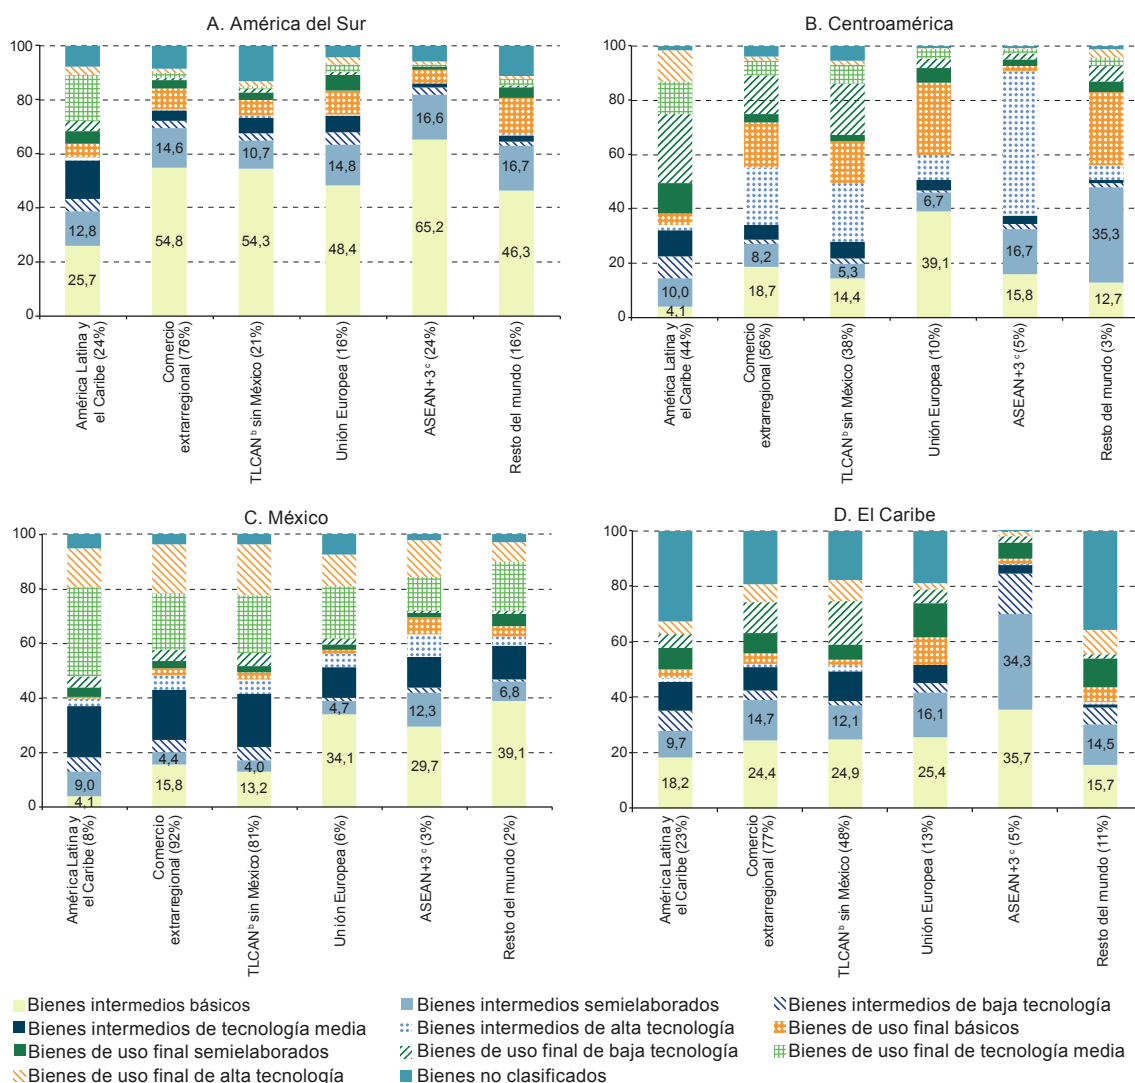 A. América del Sur
100
80
60
40
20
0
25,7
12,8
54,8
14,6
54,3
10,7
48,4
14,8
65,2
16,6
46,3
16,7
América Latina y
el Caribe (24%)
Comercio
extrarregional (76%)
TLCAN b sin México (21%)
Unión Europea (16%)
ASEAN+3 c (24%)
Resto del mundo (16%)
B. Centroamérica
100
80
60
40
20
0
4,1
10,0
18,7
8,2
14,4
5,3
39,1
6,7
15,8
16,7
12,7
35,3
América Latina y
el Caribe (44%)
Comercio
extrarregional (56%)
TLCAN b sin México (38%)
Unión Europea (10%)
ASEAN+3 c (5%)
Resto del mundo (3%)
C. México
100
80
60
40
20
0
4,1
9,0
15,8
4,4
13,2
4,0
34,1
4,7
29,7
12,3
39,1
6,8
América Latina y
el Caribe (8%)
Comercio
extrarregional (92%)
TLCAN b sin México (81%)
Unión Europea (6%)
ASEAN+3 c (3%)
Resto del mundo (2%)
D. El Caribe
100
80
60
40
20
0
18,2
9,7
24,4
14,7
24,9
12,1
25,4
16,1
35,7
34,3
15,7
14,5
América Latina y
el Caribe (23%)
Comercio
extrarregional (77%)
TLCAN b sin México (48%)
Unión Europea (13%)
ASEAN+3 c (5%)
Resto del mundo (11%)
Bienes intermedios básicos
Bienes intermedios semielaborados
Bienes intermedios de baja tecnología
Bienes intermedios de tecnología media
Bienes intermedios de alta tecnología
Bienes de uso final básicos
Bienes de uso final semielaborados
Bienes de uso final de baja tecnología
Bienes de uso final de tecnología media
Bienes de uso final de alta tecnología
Bienes no clasificados